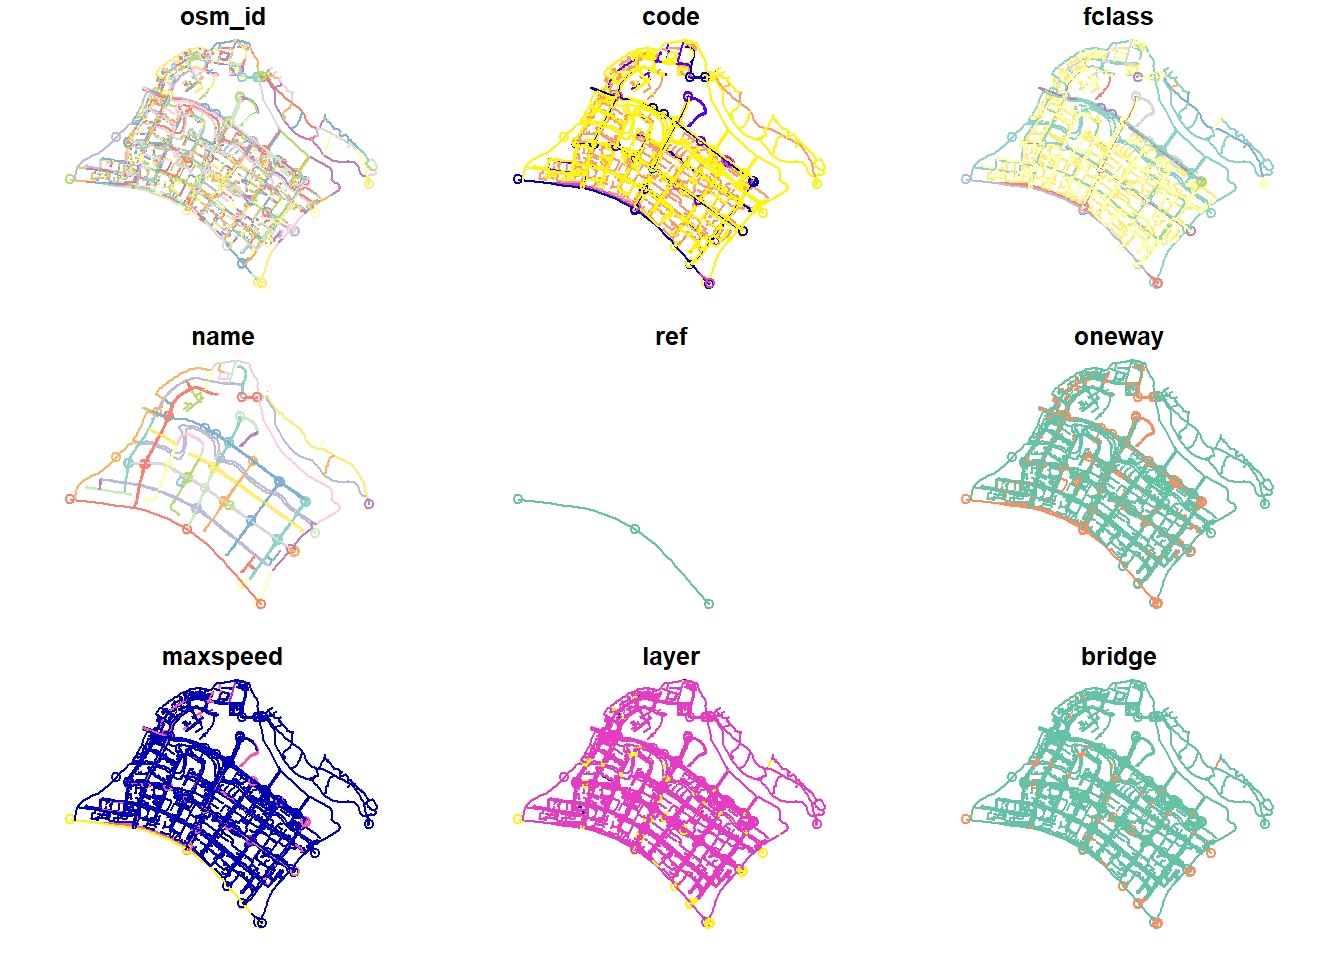 osm_id
code
fclass
name
ref
oneway
maxspeed
layer
bridge